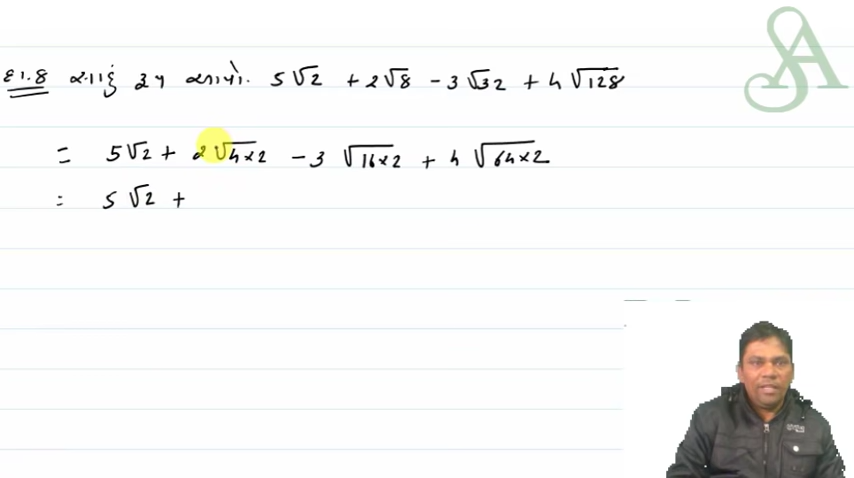 દા.8 સાદું રૂપ આપો. 5√2 + 2√8 - 3√32 + 4√128
= 5√2 + 2√4×2 - 3√16×2 + 4√64×2
= 5√2 +